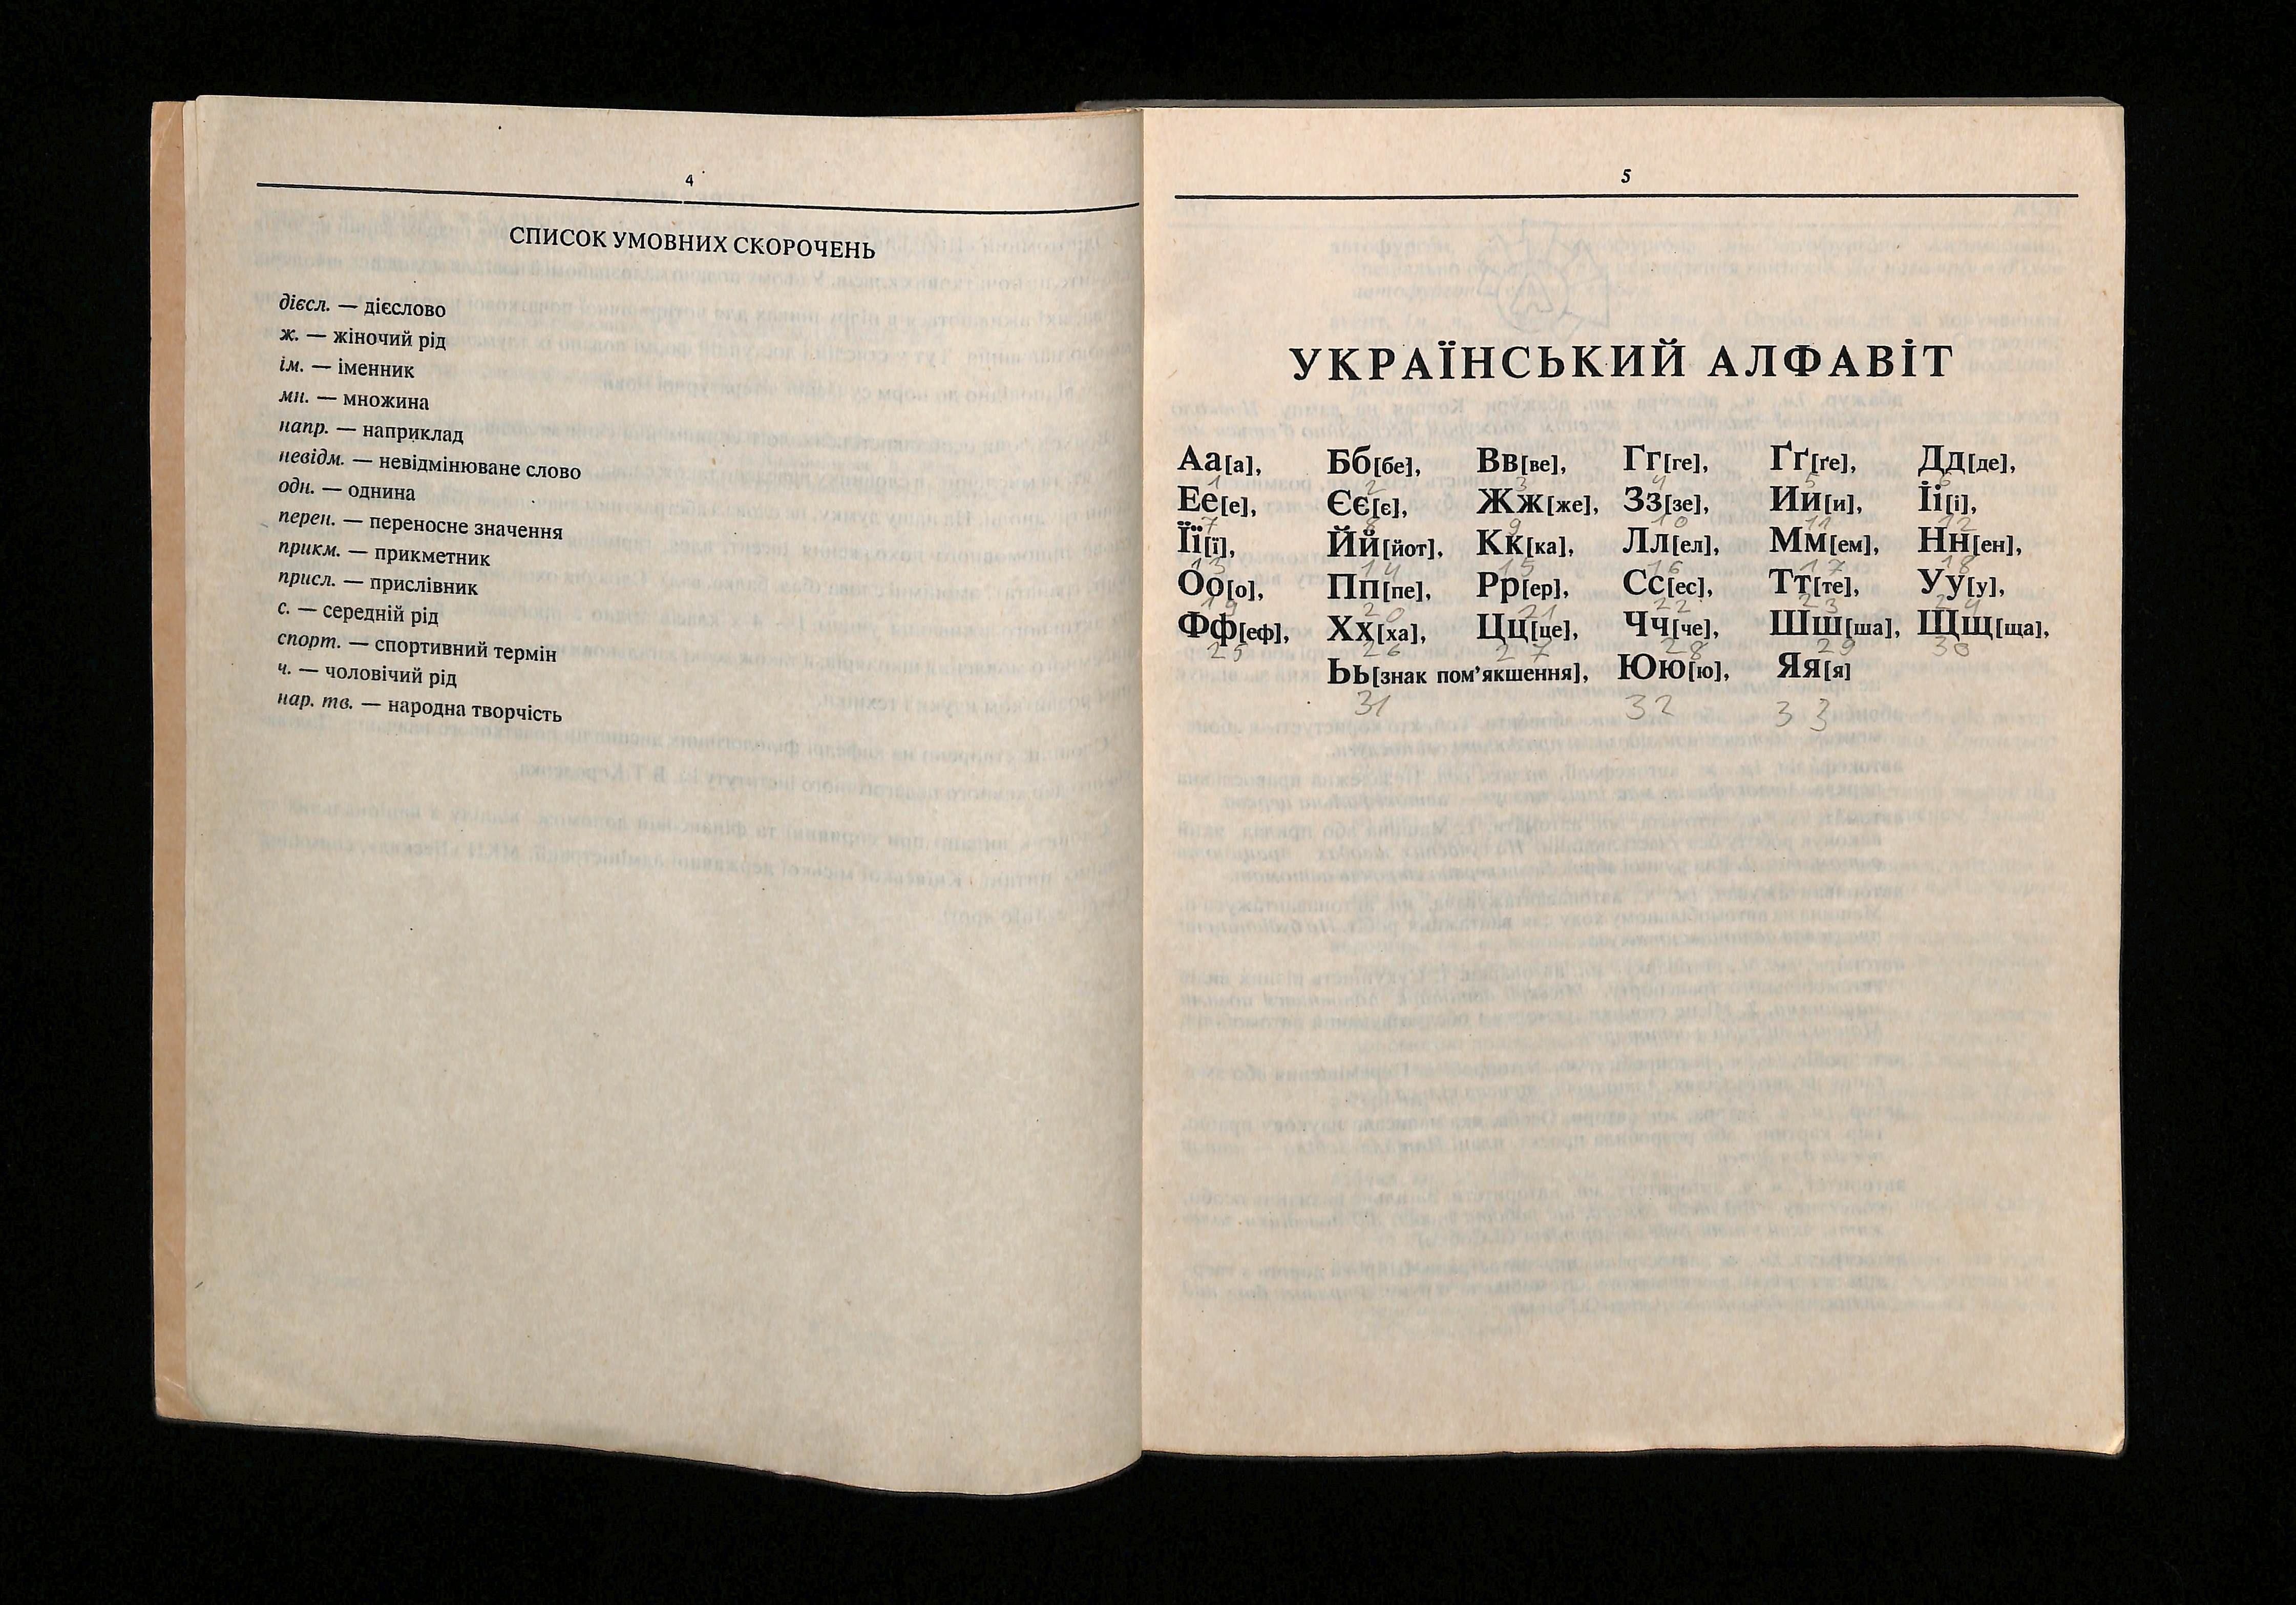 4
СПИСОК УМОВНИХ СКОРОЧЕНЬ
дієсл. — дієслово
ж. — жіночий рід
ім. — іменник
мн. — множина
напр. — наприклад
невідм. — невідмінюване слово
одн. — однина
перен. — переносне значення
прикм. — прикметник
присл. — прислівник
с. — середній рід
спорт. — спортивний термін
ч. — чоловічий рід
нар. тв. — народна творчість
5
УКРАЇНСЬКИЙ АЛФАВІТ
Аа[а], Бб[бе], Вв[ве], Гг[ге], Ґґ[ґе], Дд[де],
1 2 3 4 5 6
Ее[е], Єє[є], Жж[же], Зз[зе], Ии[и], Іі[і],
7 8 9 10 11 12
Її[ї], Йй[йот], Кк[ка], Лл[ел], Мм[ем], Нн[ен],
13 14 15 16 17 18
Оо[о], Пп[пе], Рр[ер], Сс[ес], Тт[те], Уу[у],
19 20 21 22 23 24
Фф[еф], Хх[ха], Цц[це], Чч[че], Шш[ша], Щщ[ща],
25 26 27 28 29 30
Ьь[знак пом’якшення], Юю[ю], Яя[я]
31 32 33